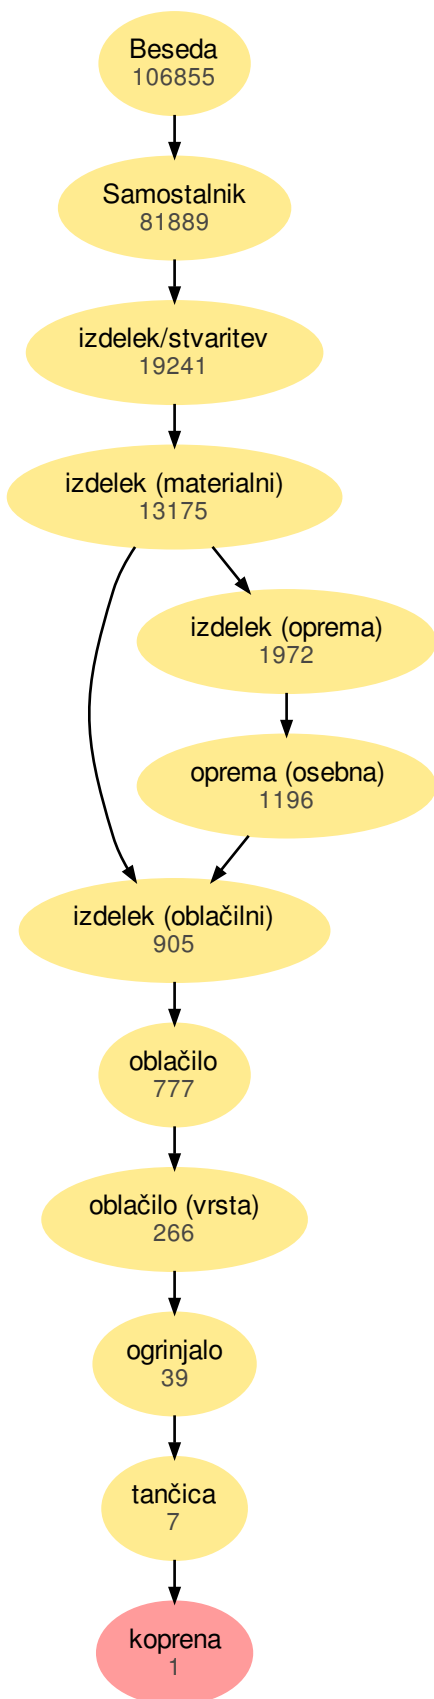 Beseda
106855
Samostalnik
81889
izdelek/stvaritev
19241
izdelek (materialni)
13175
izdelek (oprema)
1972
oprema (osebna)
1196
izdelek (oblačilni)
905
oblačilo
777
oblačilo (vrsta)
266
ogrinjalo
39
tančica
7
koprena
1